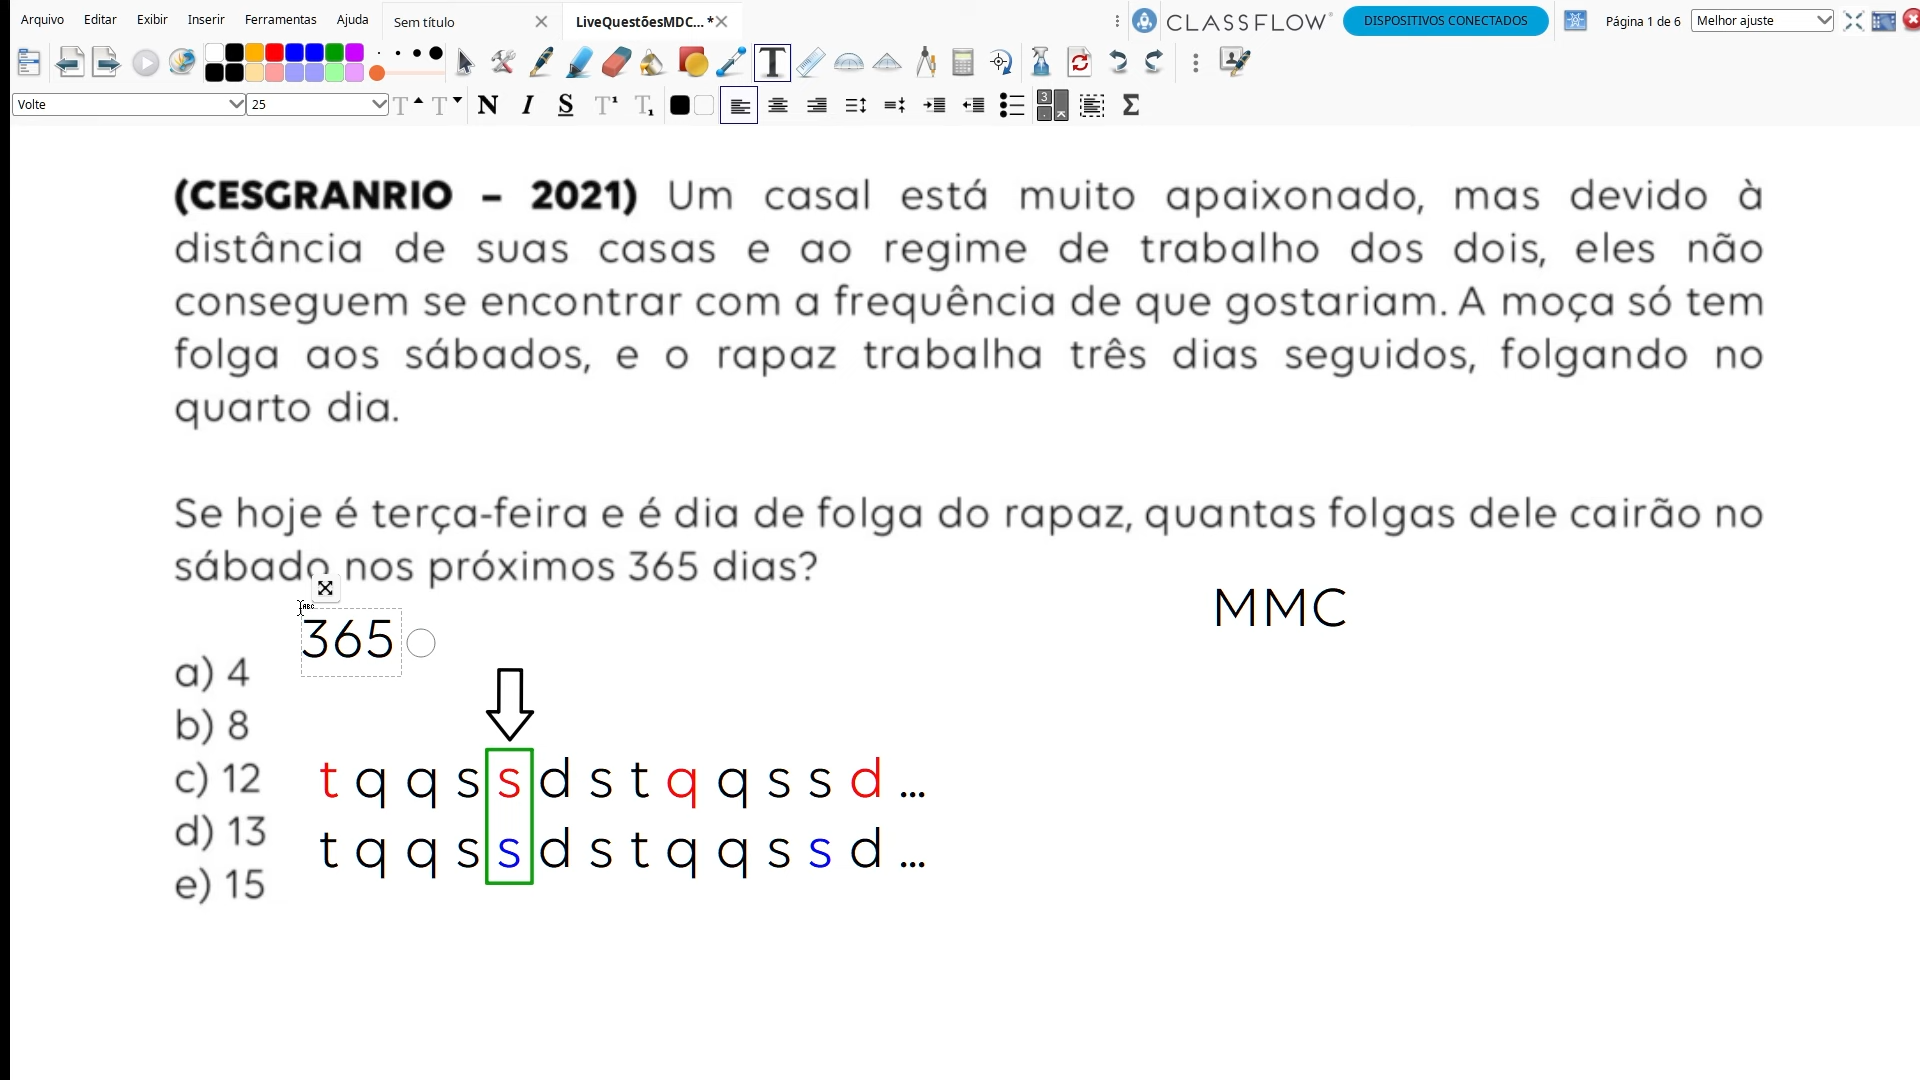 Arquivo Editar Exibir Inserir Ferramentas Ajuda Sem título LiveQuestõesMDC... * CLASSFLOW DISPOSITIVOS CONECTADOS Página 1 de 6 Melhor ajuste
T
Volte 25 T T N I S T¹ T₁ 3 Σ
(CESGRANRIO – 2021) Um casal está muito apaixonado, mas devido à
distância de suas casas e ao regime de trabalho dos dois, eles não
conseguem se encontrar com a frequência de que gostariam. A moça só tem
folga aos sábados, e o rapaz trabalha três dias seguidos, folgando no
quarto dia.
Se hoje é terça-feira e é dia de folga do rapaz, quantas folgas dele cairão no
sábado nos próximos 365 dias?
MMC
365
a) 4
b) 8
c) 12
d) 13
e) 15
t q q s s d s t q q s s d ...
t q q s s d s t q q s s d ...